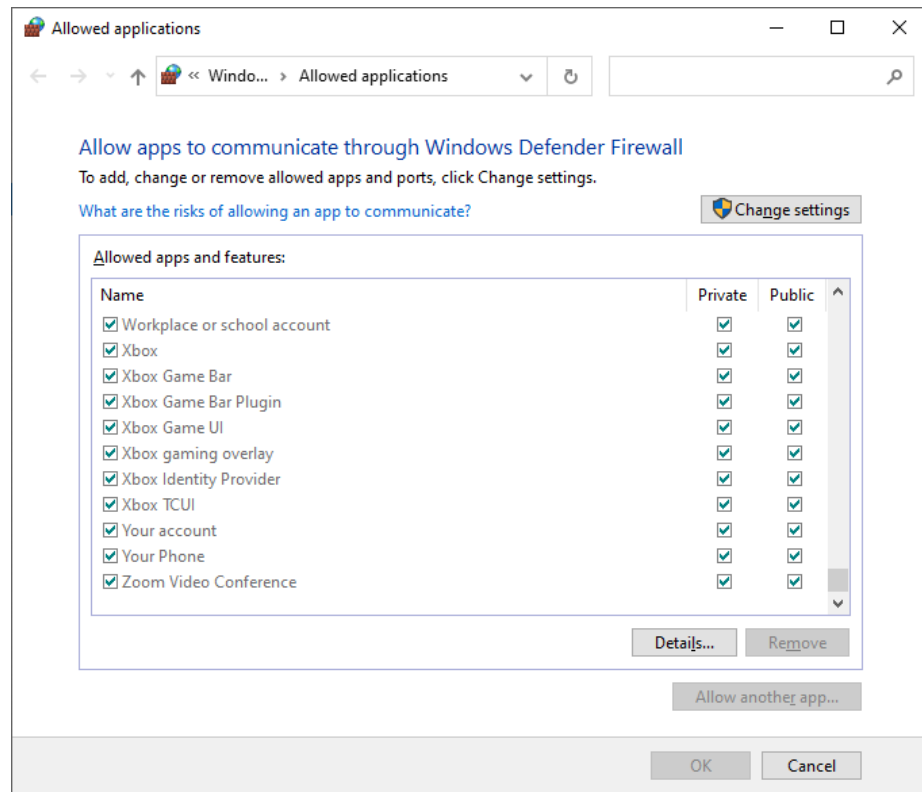 Allowed applications
« Windo... › Allowed applications
Allow apps to communicate through Windows Defender Firewall
To add, change or remove allowed apps and ports, click Change settings.
What are the risks of allowing an app to communicate?
Change settings
Allowed apps and features:
Name Private Public
Workplace or school account
Xbox
Xbox Game Bar
Xbox Game Bar Plugin
Xbox Game UI
Xbox gaming overlay
Xbox Identity Provider
Xbox TCUI
Your account
Your Phone
Zoom Video Conference
Details... Remove
Allow another app...
OK Cancel